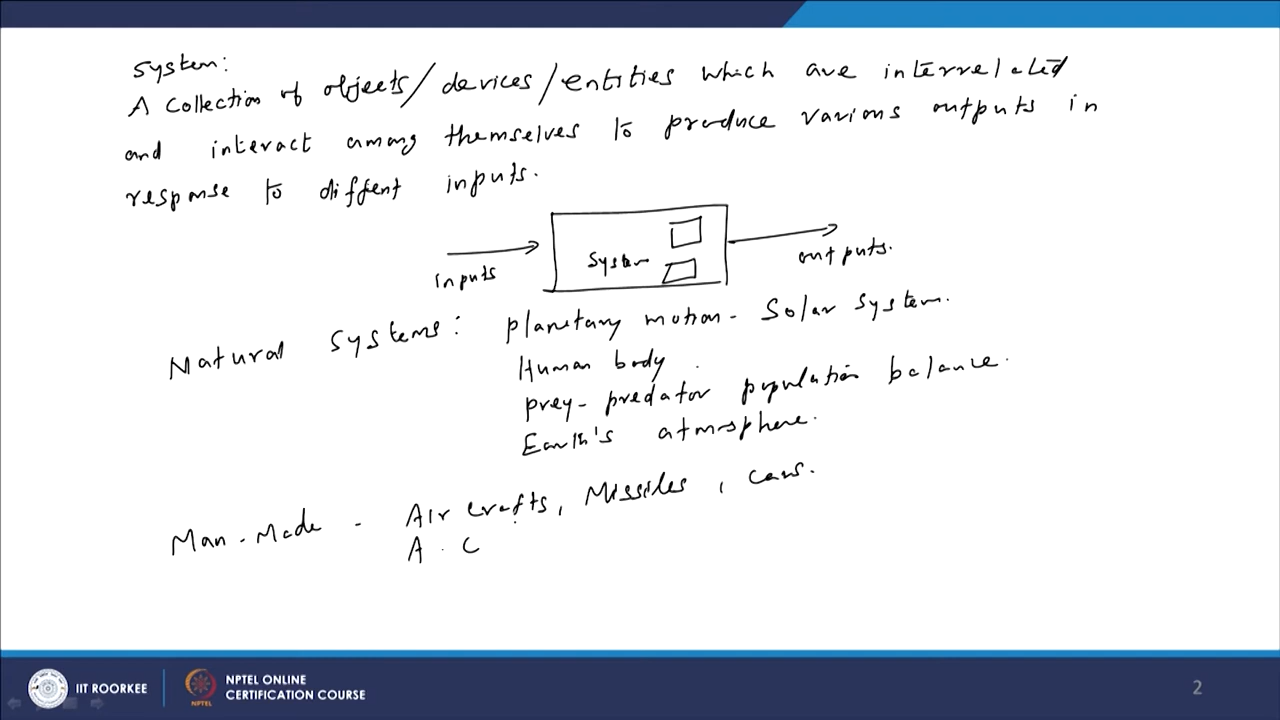 System:
A Collection of objects/devices/entities which are interrelated
and interact among themselves to produce various outputs in
response to diffent inputs.
inputs
System
outputs.
Natural Systems: planetary motion - Solar system.
Human body
prey-predator population balance.
Earth's atmosphere.
Man-Made - Air crafts, Missiles, cars.
A.C
IIT ROORKEE
NPTEL
NPTEL ONLINE
CERTIFICATION COURSE
2